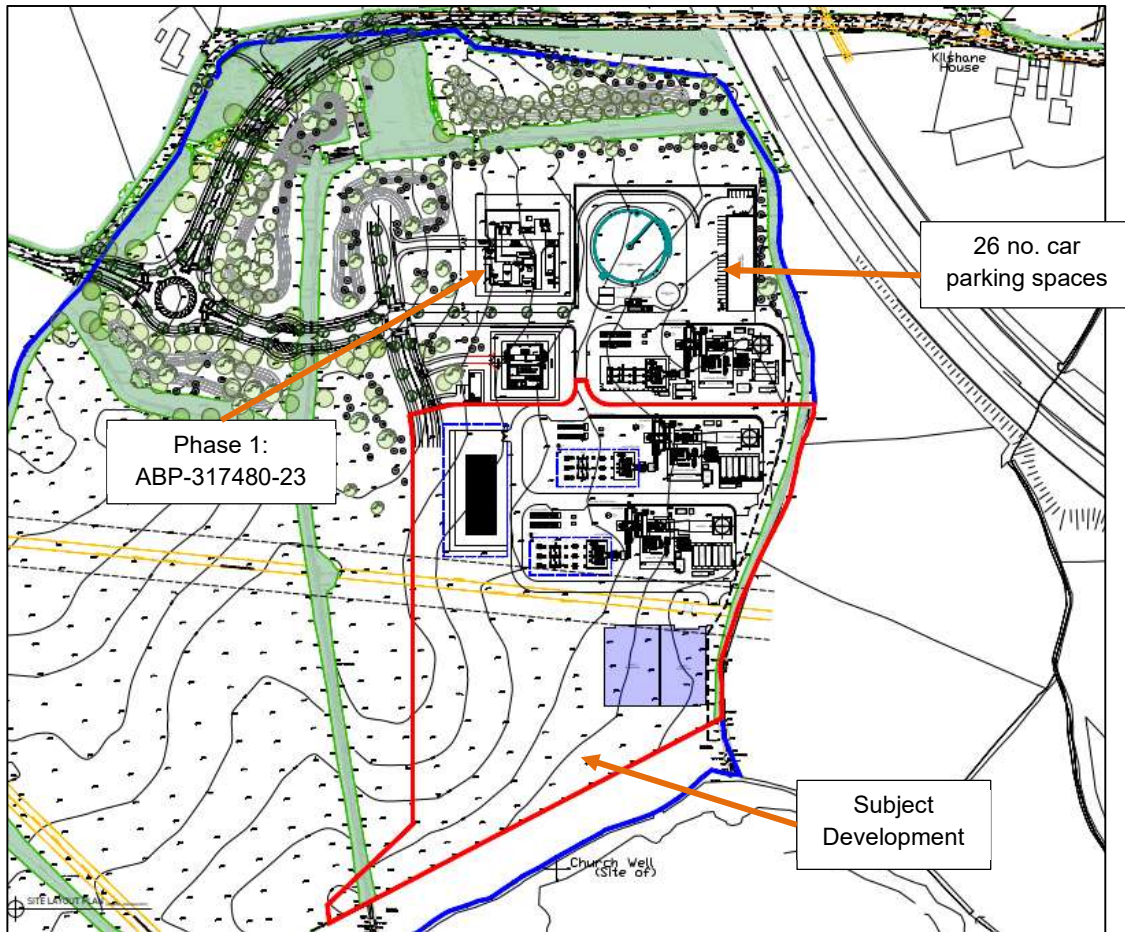 Kilshane
House
26 no. car
parking spaces
Phase 1:
ABP-317480-23
Subject
Development
Church Well
(Site of)
SITE LAYOUT PLAN